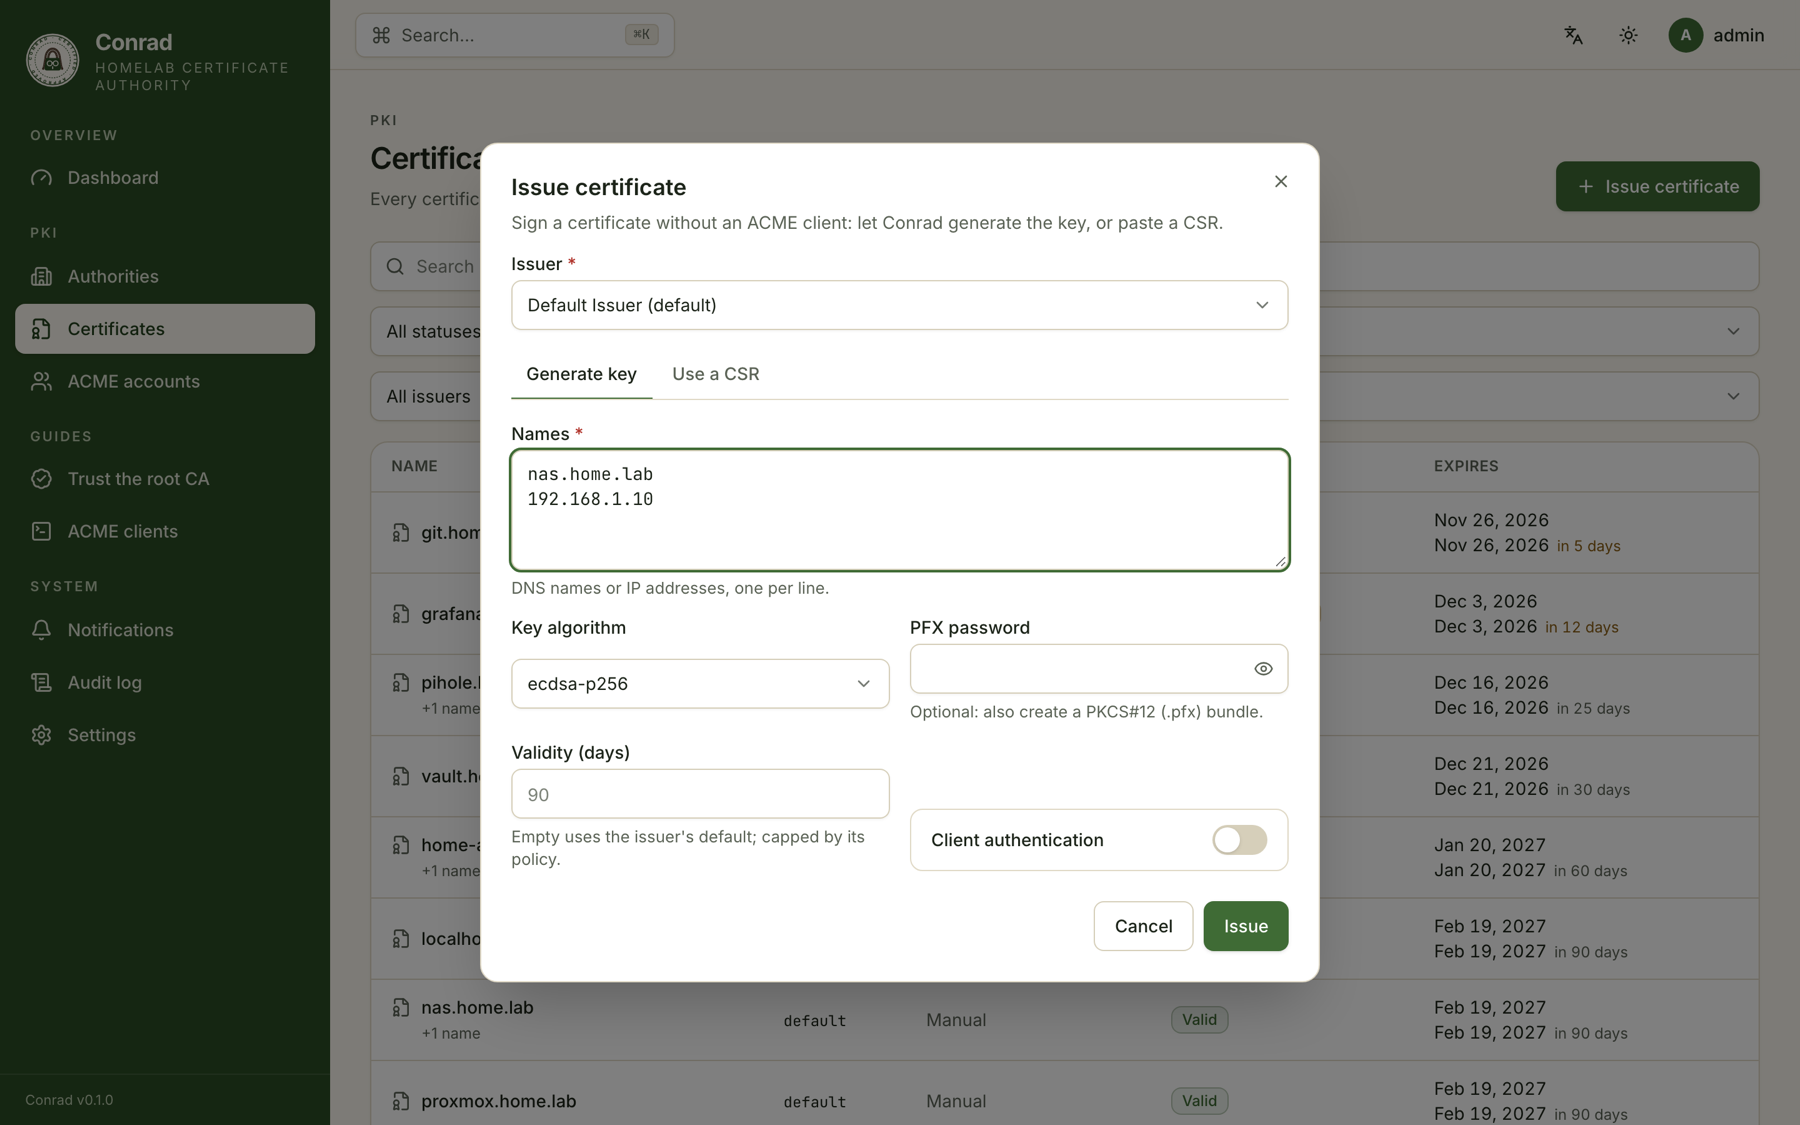 Conrad
HOMELAB CERTIFICATE
AUTHORITY
OVERVIEW
Dashboard
PKI
Authorities
Certificates
ACME accounts
GUIDES
Trust the root CA
ACME clients
SYSTEM
Notifications
Audit log
Settings
Conrad v0.1.0
Search...
⌘K
A
admin
PKI
Certifica
Every certific
Issue certificate
Search
All statuses
All issuers
NAME
EXPIRES
git.hom
Nov 26, 2026
Nov 26, 2026 in 5 days
grafana
Dec 3, 2026
Dec 3, 2026 in 12 days
pihole.
+1 name
Dec 16, 2026
Dec 16, 2026 in 25 days
vault.h
Dec 21, 2026
Dec 21, 2026 in 30 days
home-a
+1 name
Jan 20, 2027
Jan 20, 2027 in 60 days
localho
Feb 19, 2027
Feb 19, 2027 in 90 days
nas.home.lab
+1 name
default
Manual
Valid
Feb 19, 2027
Feb 19, 2027 in 90 days
proxmox.home.lab
default
Manual
Valid
Feb 19, 2027
Feb 19, 2027 in 90 days
Issue certificate
Sign a certificate without an ACME client: let Conrad generate the key, or paste a CSR.
Issuer *
Default Issuer (default)
Generate key
Use a CSR
Names *
nas.home.lab
192.168.1.10
DNS names or IP addresses, one per line.
Key algorithm
ecdsa-p256
PFX password
Optional: also create a PKCS#12 (.pfx) bundle.
Validity (days)
90
Empty uses the issuer's default; capped by its
policy.
Client authentication
Cancel
Issue